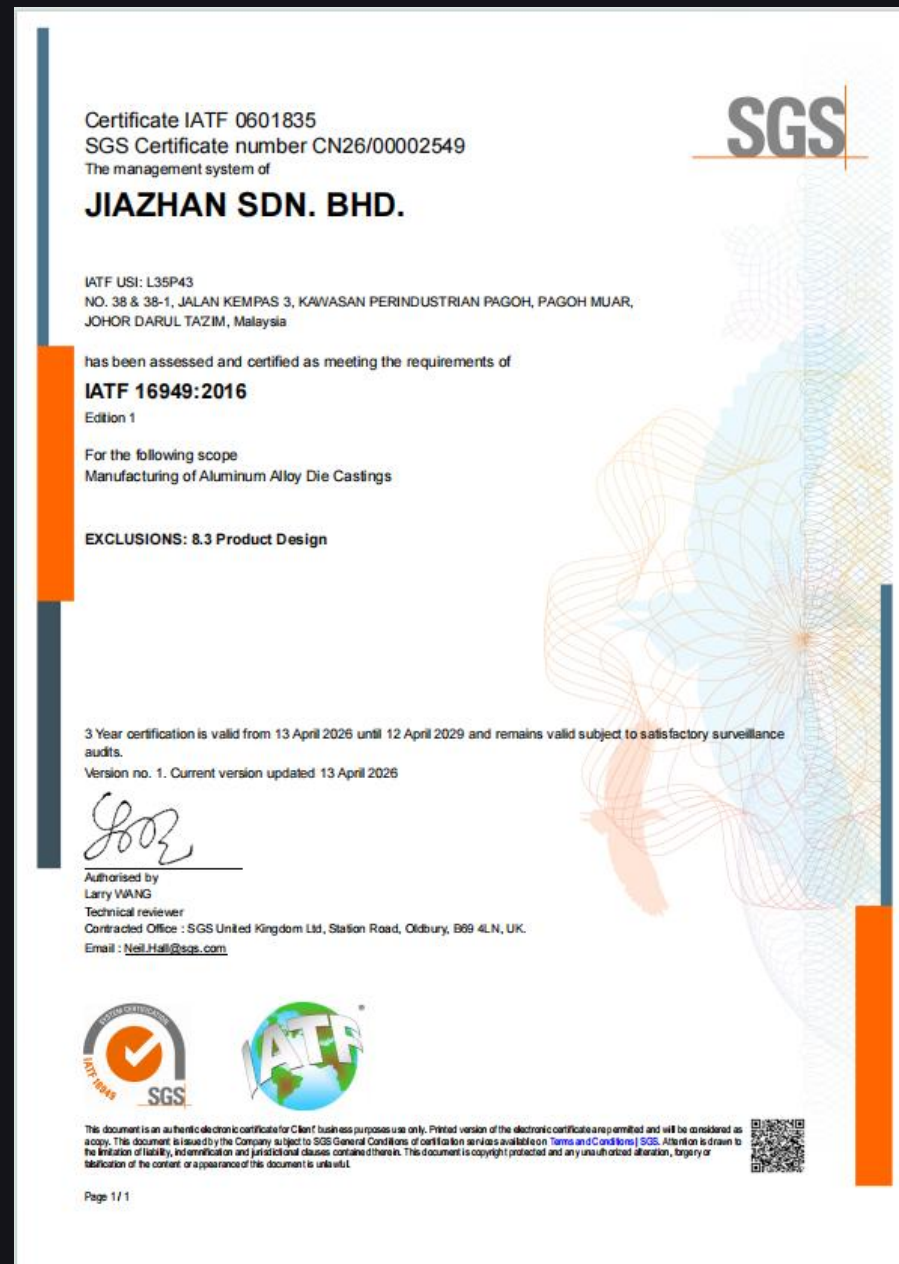 SGS
Certificate IATF 0601835
SGS Certificate number CN26/00002549
The management system of
JIAZHAN SDN. BHD.
IATF USI: L35P43
NO. 38 & 38-1, JALAN KEMPAS 3, KAWASAN PERINDUSTRIAN PAGOH, PAGOH MUAR,
JOHOR DARUL TA'ZIM, Malaysia
has been assessed and certified as meeting the requirements of
IATF 16949:2016
Edition 1
For the following scope
Manufacturing of Aluminum Alloy Die Castings
EXCLUSIONS: 8.3 Product Design
3 Year certification is valid from 13 April 2026 until 12 April 2029 and remains valid subject to satisfactory surveillance
audits.
Version no. 1. Current version updated 13 April 2026
Authorised by
Larry WANG
Technical reviewer
Contracted Office : SGS United Kingdom Ltd, Station Road, Oldbury, B69 4LN, UK.
Email : Neil.Hall@sgs.com
SYSTEM CERTIFICATION
IATF 16949
SGS
IATF
®
This document is an authentic electronic certificate for Client' business purposes use only. Printed version of the electronic certificate are permitted and will be considered as
a copy. This document is issued by the Company subject to SGS General Conditions of certification services available on Terms and Conditions | SGS. Attention is drawn to
the limitation of liability, indemnification and jurisdictional clauses contained therein. This document is copyright protected and any unauthorized alteration, forgery or
falsification of the content or appearance of this document is unlawful.
Page 1 / 1